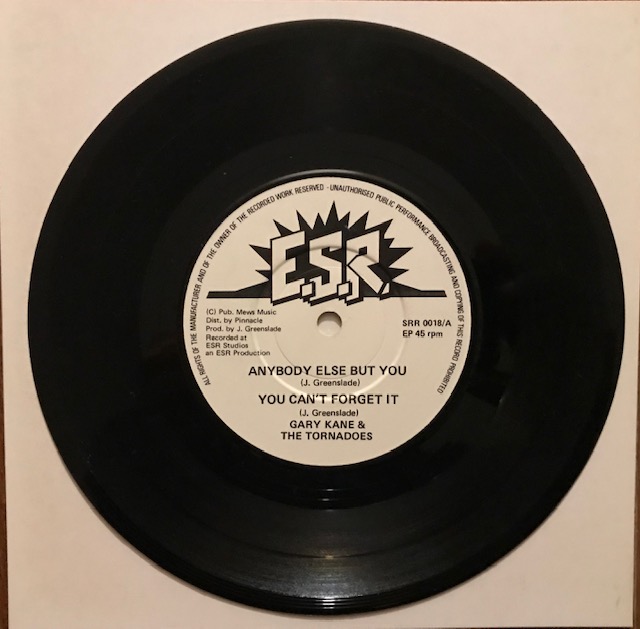 ALL RIGHTS OF THE MANUFACTURER AND OF THE OWNER OF THE RECORDED WORK RESERVED - UNAUTHORISED PUBLIC PERFORMANCE BROADCASTING AND COPYING OF THIS RECORD PROHIBITED
E.S.R.
(C) Pub. Mews Music
Dist. by Pinnacle
Prod. by J. Greenslade
Recorded at
ESR Studios
an ESR Production
SRR 0018/A
EP 45 rpm
ANYBODY ELSE BUT YOU
(J. Greenslade)
YOU CAN'T FORGET IT
(J. Greenslade)
GARY KANE &
THE TORNADOES